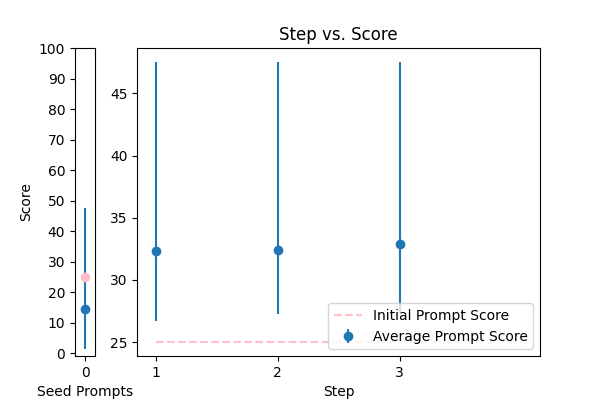 Step vs. Score
100
90
80
70
60
50
40
30
20
10
0
Score
0
Seed Prompts
45
40
35
30
25
1 2 3
Step
Initial Prompt Score
Average Prompt Score